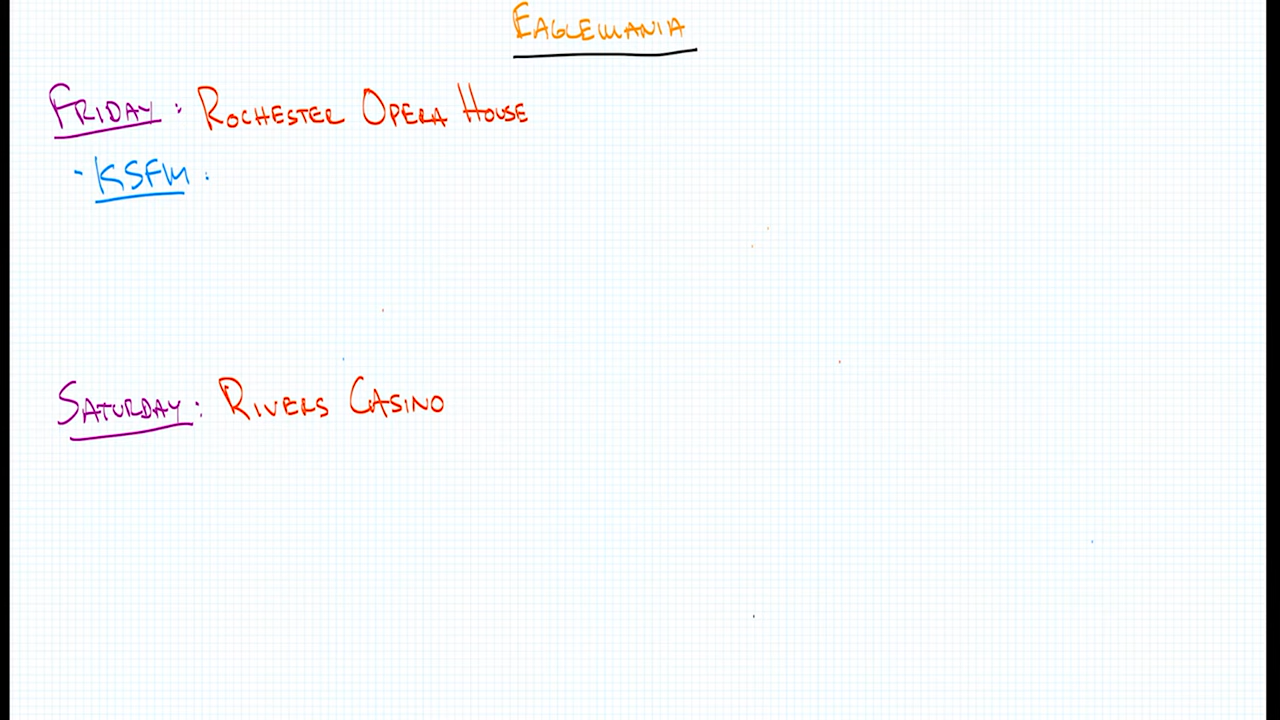 EAGLEMANIA
FRIDAY: ROCHESTER OPERA HOUSE
- KSFM:
SATURDAY: RIVERS CASINO